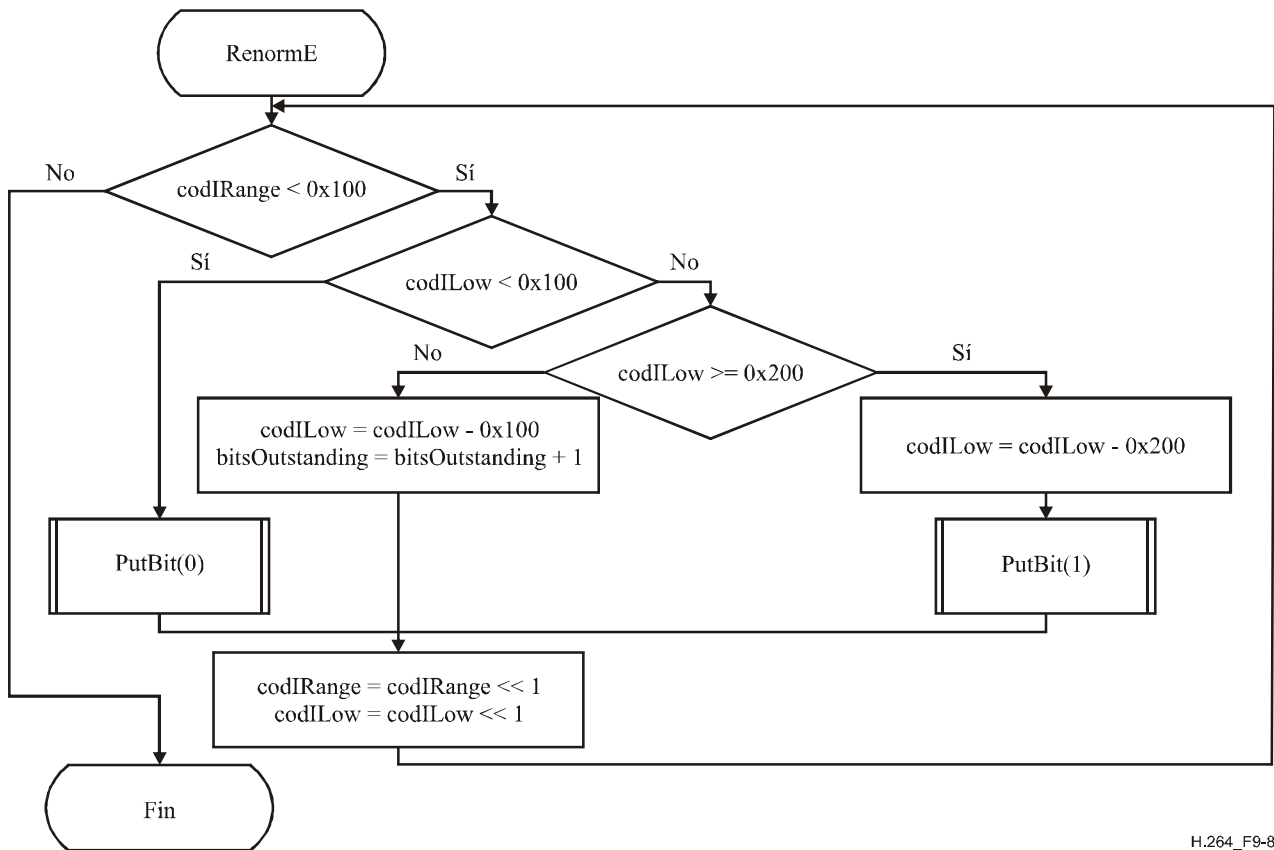 RenormE
No
codIRange < 0x100
Sí
Sí
codILow < 0x100
No
No
codILow >= 0x200
Sí
codILow = codILow - 0x100
bitsOutstanding = bitsOutstanding + 1
codILow = codILow - 0x200
PutBit(0)
PutBit(1)
codIRange = codIRange << 1
codILow = codILow << 1
Fin
H.264_F9-8